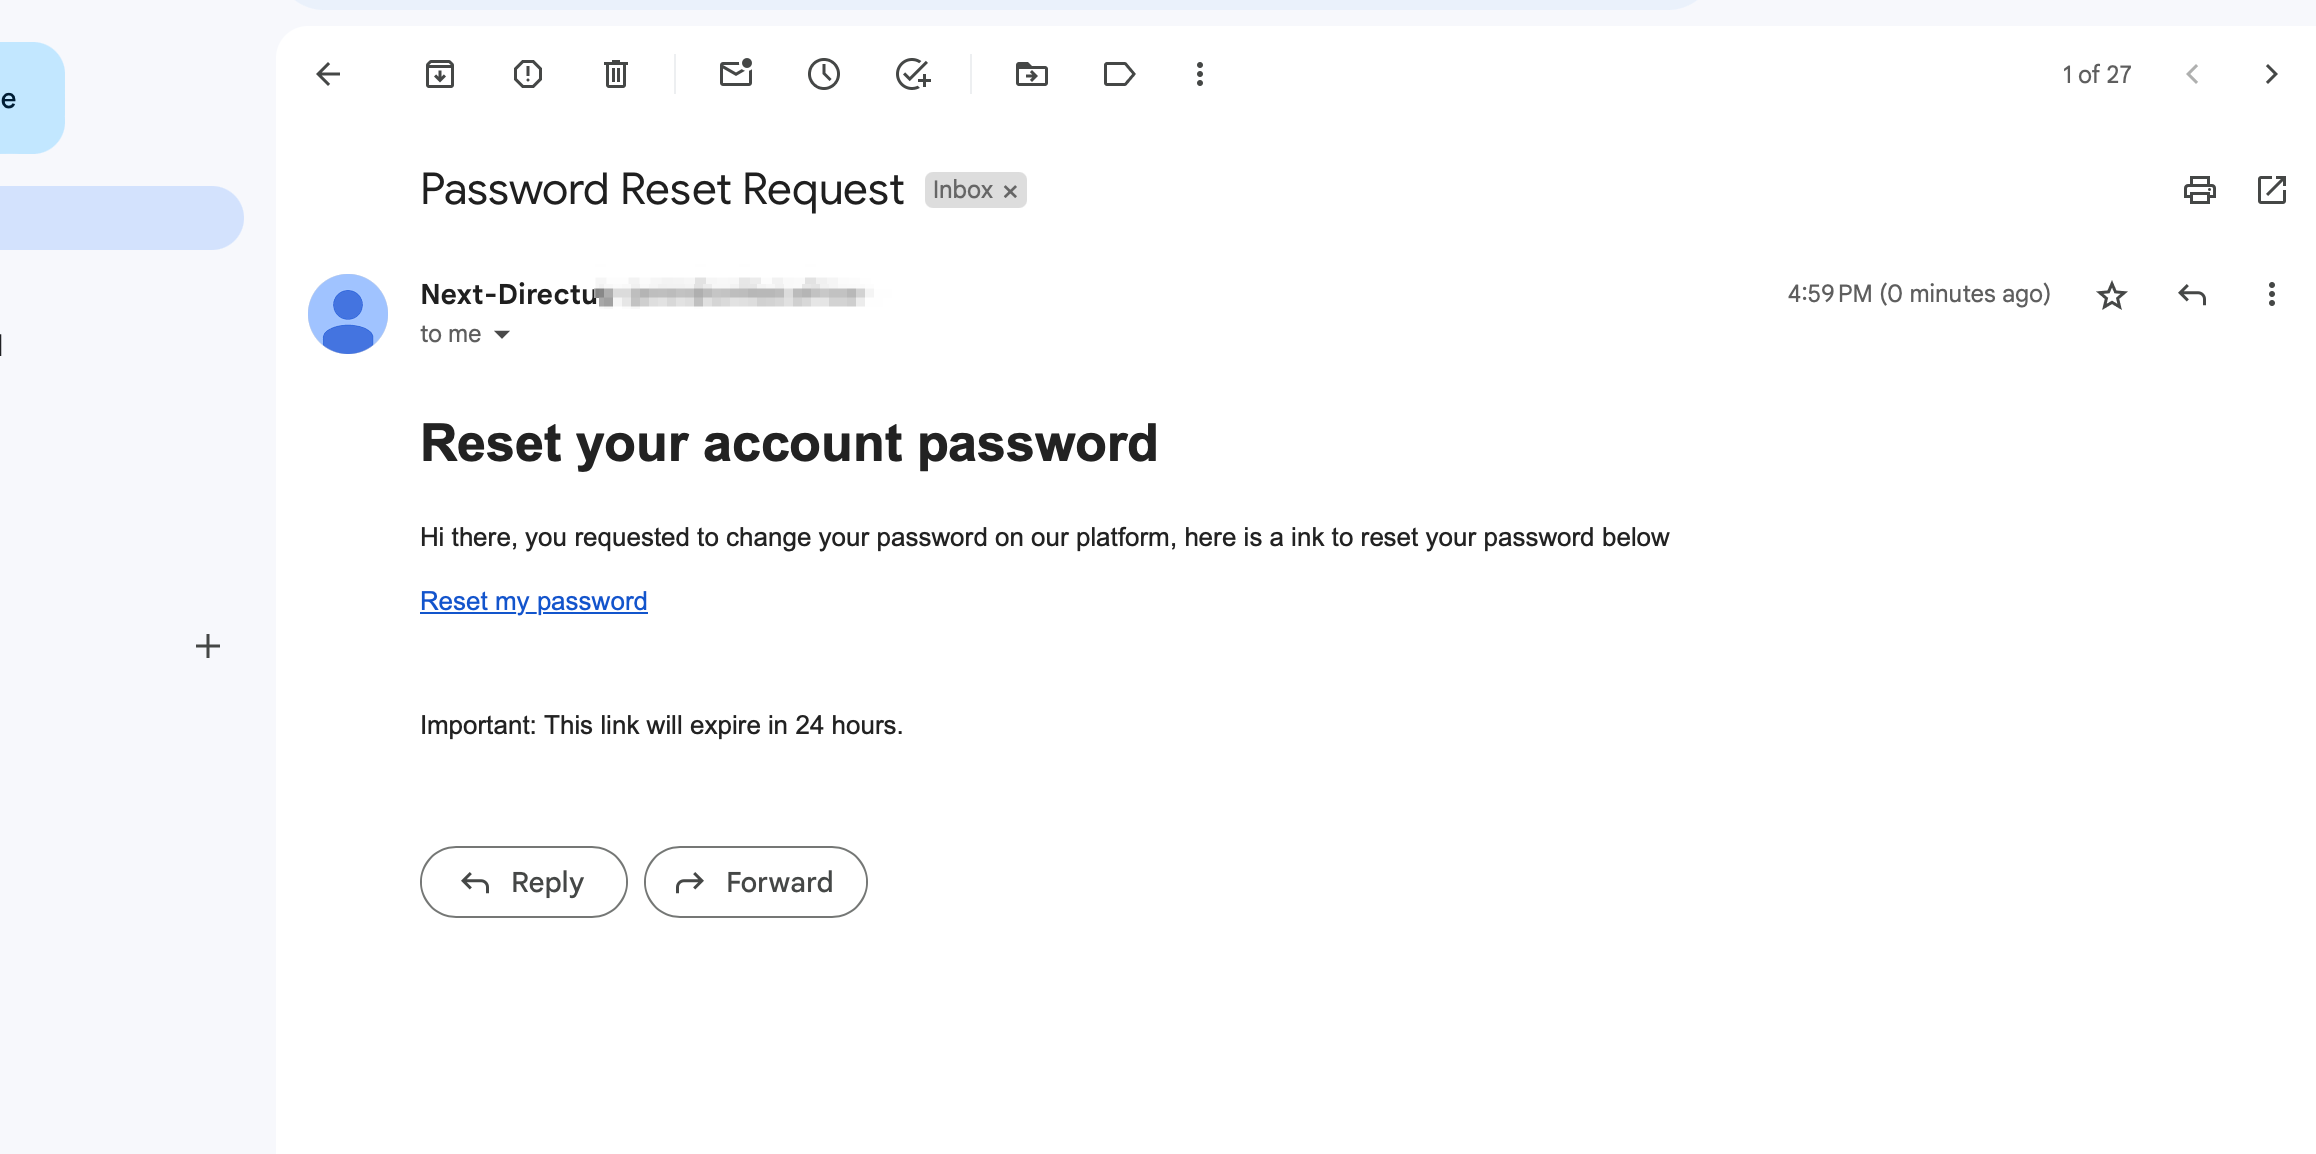 e
1 of 27
Password Reset Request Inbox ×
Next-Directu
4:59 PM (0 minutes ago)
to me
Reset your account password
Hi there, you requested to change your password on our platform, here is a ink to reset your password below
Reset my password
Important: This link will expire in 24 hours.
Reply
Forward